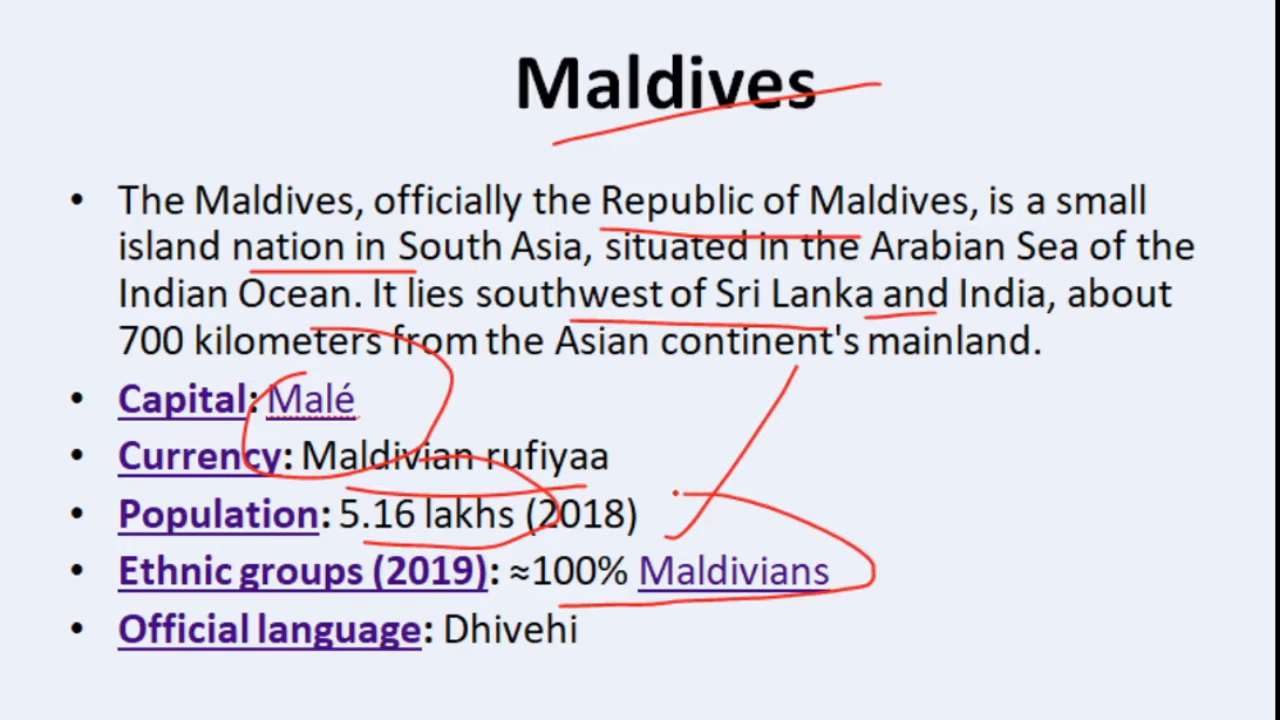 Maldives
• The Maldives, officially the Republic of Maldives, is a small
island nation in South Asia, situated in the Arabian Sea of the
Indian Ocean. It lies southwest of Sri Lanka and India, about
700 kilometers from the Asian continent's mainland.
• Capital: Malé
• Currency: Maldivian rufiyaa
• Population: 5.16 lakhs (2018)
• Ethnic groups (2019): ≈100% Maldivians
• Official language: Dhivehi